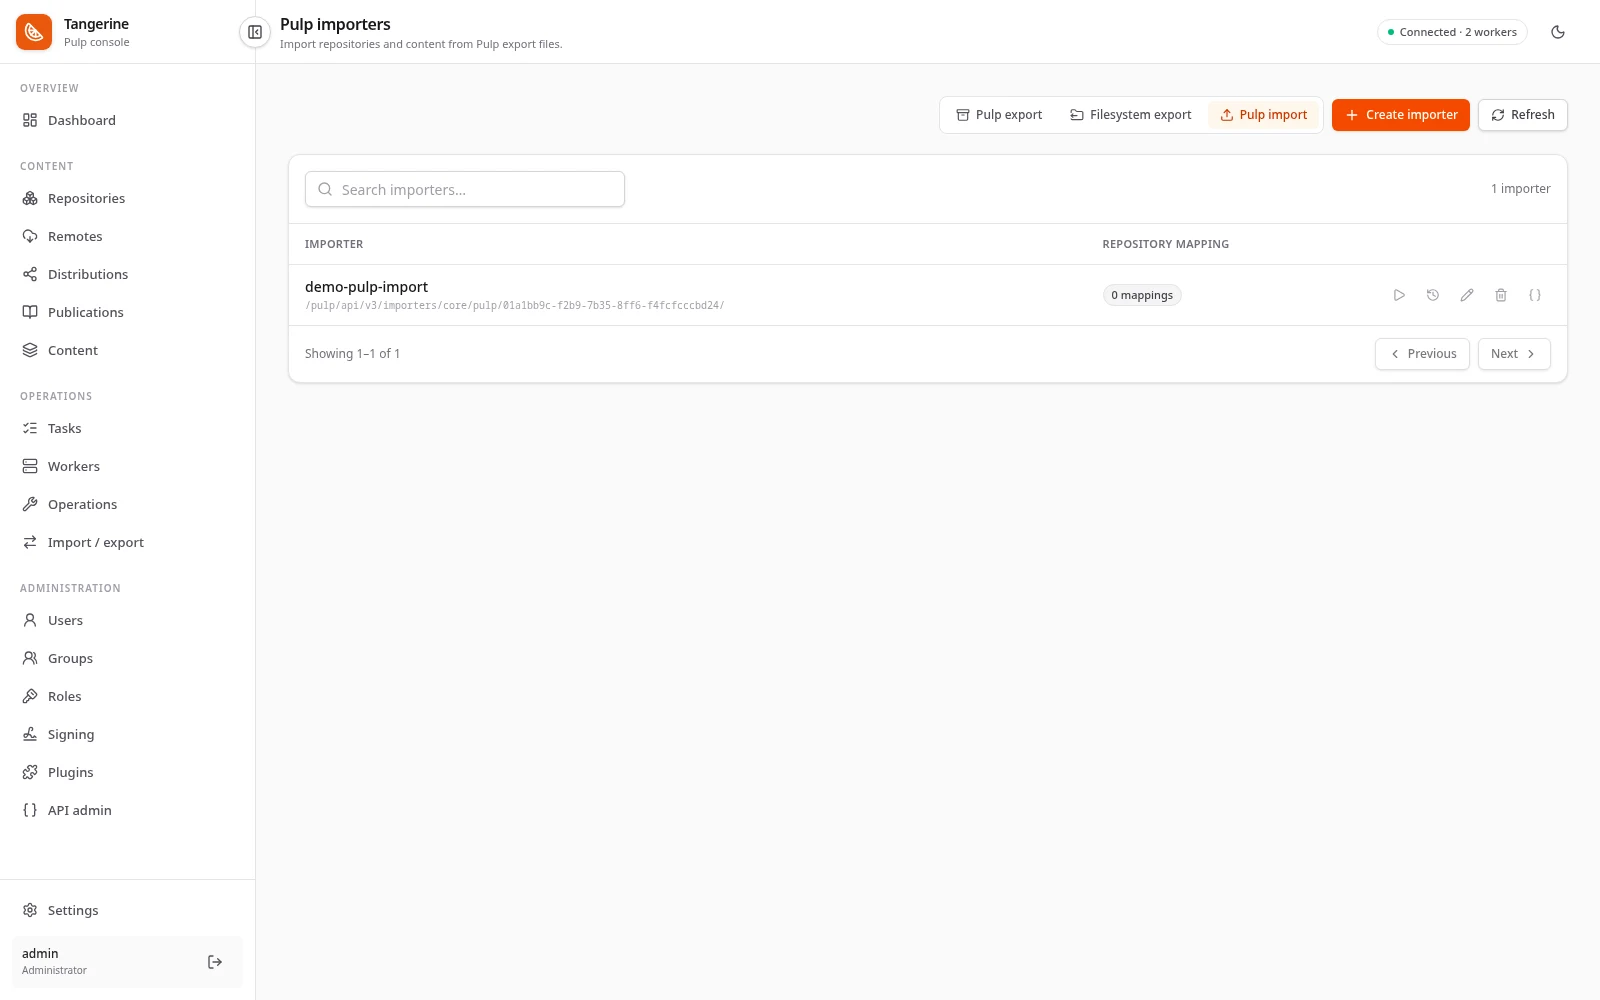 Tangerine
Pulp console
Pulp importers
Import repositories and content from Pulp export files.
Connected · 2 workers
OVERVIEW
Dashboard
CONTENT
Repositories
Remotes
Distributions
Publications
Content
OPERATIONS
Tasks
Workers
Operations
Import / export
ADMINISTRATION
Users
Groups
Roles
Signing
Plugins
API admin
Settings
admin
Administrator
Pulp export
Filesystem export
Pulp import
Create importer
Refresh
Search importers...
1 importer
IMPORTER
REPOSITORY MAPPING
demo-pulp-import
/pulp/api/v3/importers/core/pulp/01a1bb9c-f2b9-7b35-8ff6-f4fcfcccbd24/
0 mappings
Showing 1–1 of 1
Previous
Next